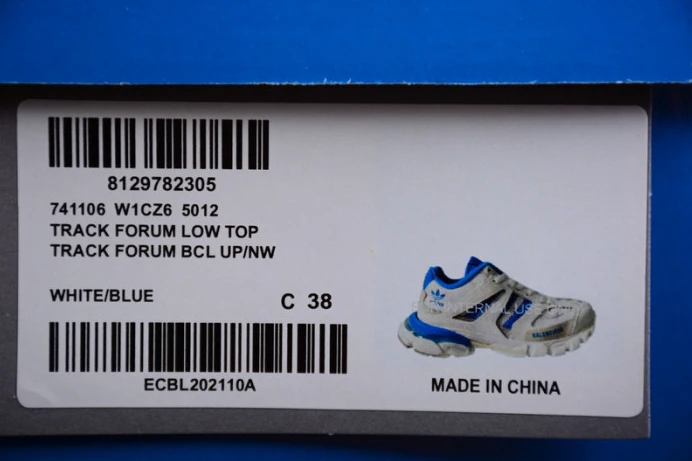 8129782305
741106 W1CZ6 5012
TRACK FORUM LOW TOP
TRACK FORUM BCL UP/NW
WHITE/BLUE
C 38
ECBL202110A
MADE IN CHINA